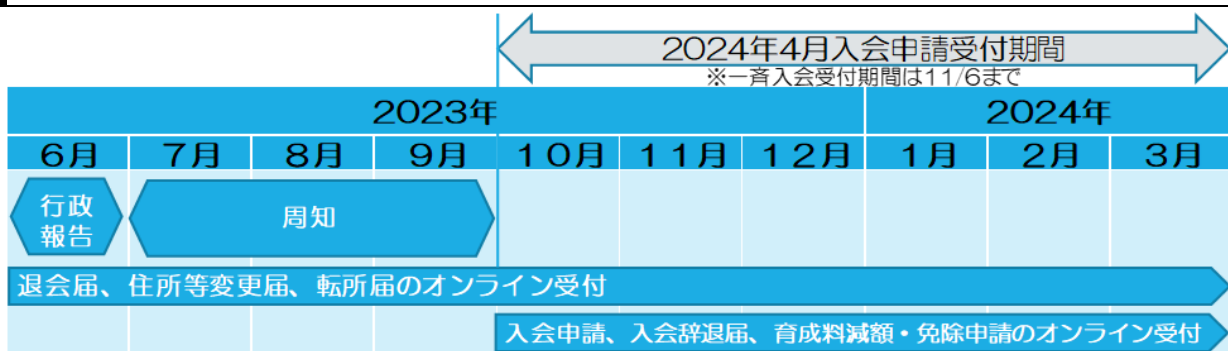 2024年4月入会申請受付期間
※一斉入会受付期間は11/6まで
2023年 2024年
6月 7月 8月 9月 10月 11月 12月 1月 2月 3月
行政
報告
周知
退会届、住所等変更届、転所届のオンライン受付
入会申請、入会辞退届、育成料減額・免除申請のオンライン受付